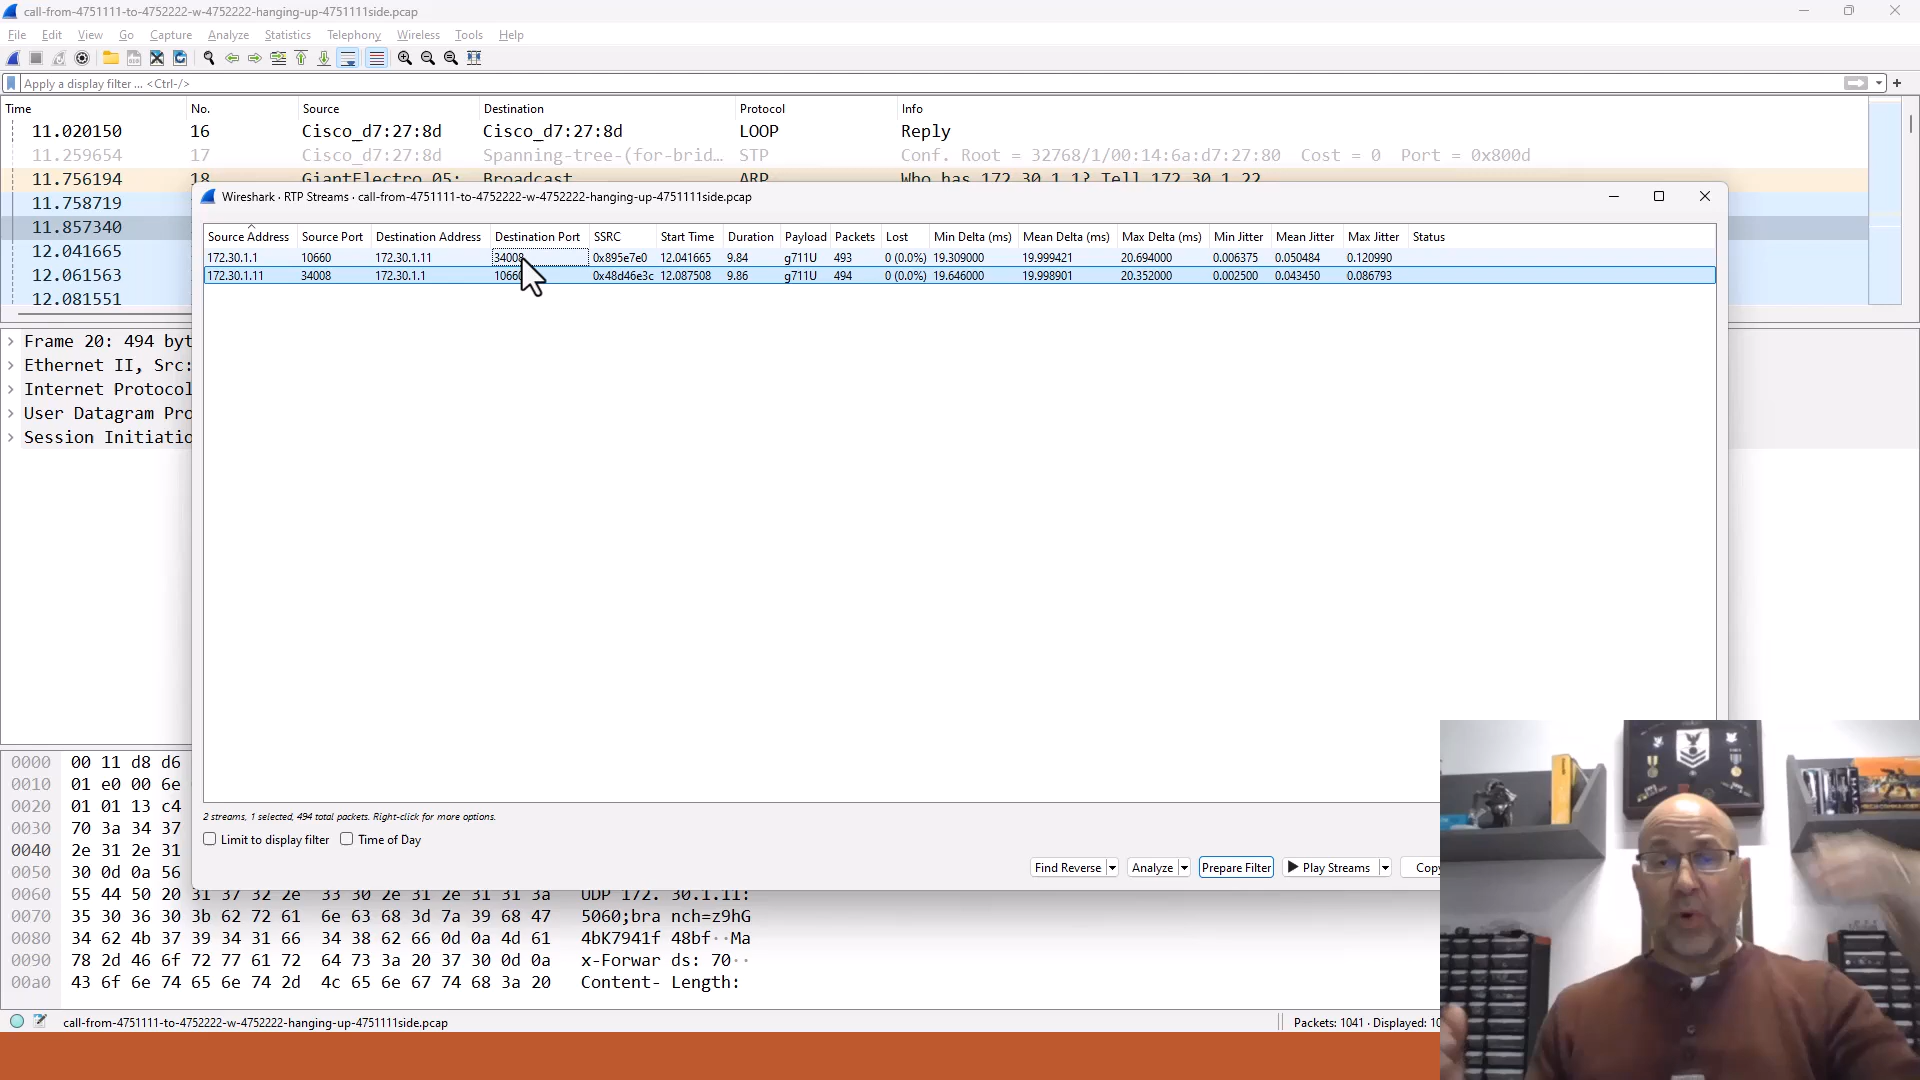 call-from-4751111-to-4752222-w-4752222-hanging-up-4751111side.pcap
File Edit View Go Capture Analyze Statistics Telephony Wireless Tools Help
Apply a display filter ... <Ctrl-/>
Time No. Source Destination Protocol Info
11.020150 16 Cisco_d7:27:8d Cisco_d7:27:8d LOOP Reply
11.259654 17 Cisco_d7:27:8d Spanning-tree-(for-brid… STP Conf. Root = 32768/1/00:14:6a:d7:27:80 Cost = 0 Port = 0x800d
11.756194 18 GiantElectro_05: Broadcast ARP Who has 172.30.1.1? Tell 172.30.1.22
11.758719
11.857340
12.041665
12.061563
12.081551
Wireshark · RTP Streams · call-from-4751111-to-4752222-w-4752222-hanging-up-4751111side.pcap
Source Address Source Port Destination Address Destination Port SSRC Start Time Duration Payload Packets Lost Min Delta (ms) Mean Delta (ms) Max Delta (ms) Min Jitter Mean Jitter Max Jitter Status
172.30.1.1 10660 172.30.1.11 34008 0x895e7e0 12.041665 9.84 g711U 493 0 (0.0%) 19.309000 19.999421 20.694000 0.006375 0.050484 0.120990
172.30.1.11 34008 172.30.1.1 10660 0x48d46e3c 12.087508 9.86 g711U 494 0 (0.0%) 19.646000 19.998901 20.352000 0.002500 0.043450 0.086793
Frame 20: 494 byt
Ethernet II, Src:
Internet Protocol
User Datagram Pro
Session Initiatio
2 streams, 1 selected, 494 total packets. Right-click for more options.
Limit to display filter Time of Day
Find Reverse Analyze Prepare Filter Play Streams Copy
0000 00 11 d8 d6
0010 01 e0 00 6e
0020 01 01 13 c4
0030 70 3a 34 37
0040 2e 31 2e 31
0050 30 0d 0a 56
0060 55 44 50 20 31 37 32 2e 33 30 2e 31 2e 31 31 3a UDP 172. 30.1.11:
0070 35 30 36 30 3b 62 72 61 6e 63 68 3d 7a 39 68 47 5060;bra nch=z9hG
0080 34 62 4b 37 39 34 31 66 34 38 62 66 0d 0a 4d 61 4bK7941f 48bf··Ma
0090 78 2d 46 6f 72 77 61 72 64 73 3a 20 37 30 0d 0a x-Forwar ds: 70··
00a0 43 6f 6e 74 65 6e 74 2d 4c 65 6e 67 74 68 3a 20 Content- Length:
call-from-4751111-to-4752222-w-4752222-hanging-up-4751111side.pcap
Packets: 1041 · Displayed: 10